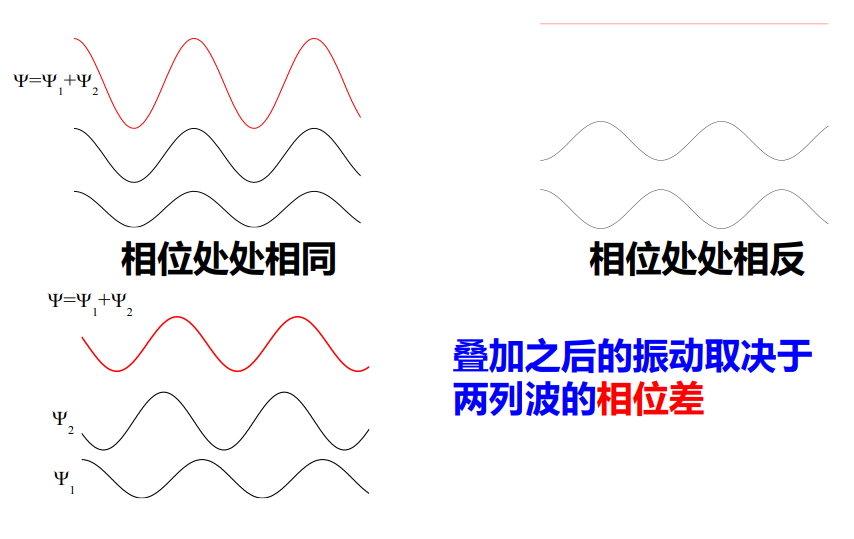 Ψ=Ψ₁+Ψ₂
相位处处相同
相位处处相反
Ψ=Ψ₁+Ψ₂
叠加之后的振动取决于
两列波的相位差
Ψ₂
Ψ₁